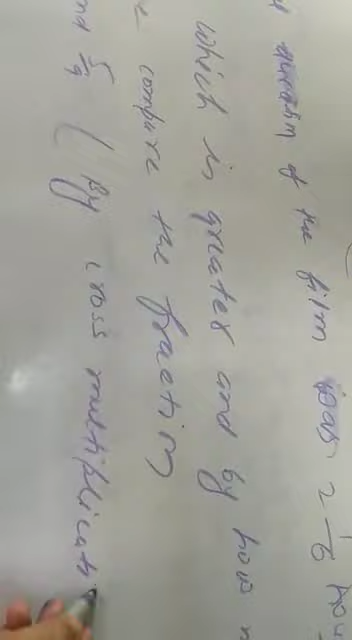 duration of the film was 2 1/6 hou
which is greater and by how
compare the fraction
5/9 (By cross multiplicati